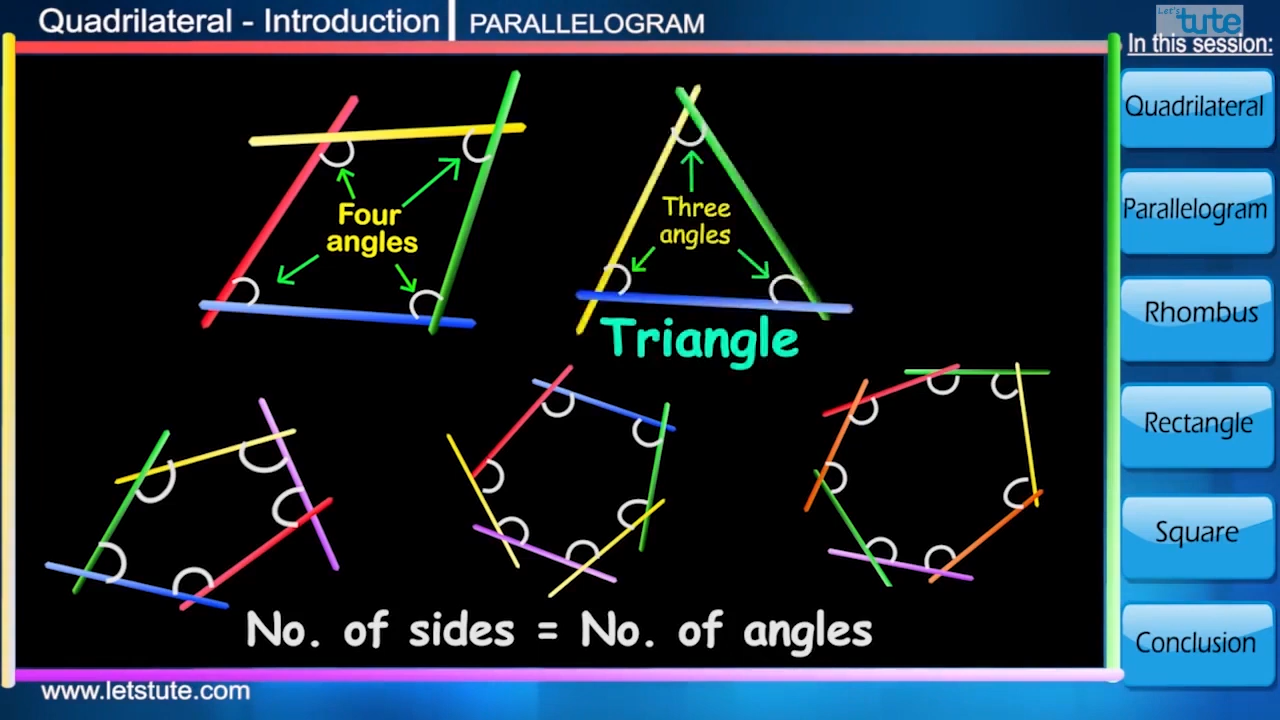 Quadrilateral - Introduction | PARALLELOGRAM
Let's
tute
In this session:
Quadrilateral
Parallelogram
Rhombus
Rectangle
Square
Conclusion
Four
angles
Three
angles
Triangle
No. of sides = No. of angles
www.letstute.com